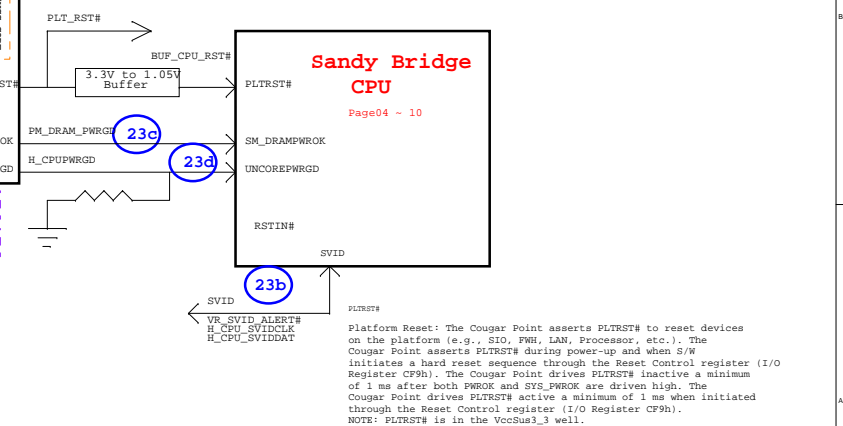 PLT_RST#
B
BUF_CPU_RST#
Sandy Bridge
CPU
3.3V to 1.05V
Buffer
ST#
PLTRST#
Page04 ~ 10
PM_DRAM_PWRGD
23c
OK
SM_DRAMPWROK
H_CPUPWRGD
23d
GD
UNCOREPWRGD
RSTIN#
SVID
23b
SVID
VR_SVID_ALERT#
H_CPU_SVIDCLK
H_CPU_SVIDDAT
PLTRST#
Platform Reset: The Cougar Point asserts PLTRST# to reset devices
on the platform (e.g., SIO, FWH, LAN, Processor, etc.). The
Cougar Point asserts PLTRST# during power-up and when S/W
initiates a hard reset sequence through the Reset Control register (I/O
Register CF9h). The Cougar Point drives PLTRST# inactive a minimum
of 1 ms after both PWROK and SYS_PWROK are driven high. The
Cougar Point drives PLTRST# active a minimum of 1 ms when initiated
through the Reset Control register (I/O Register CF9h).
NOTE: PLTRST# is in the VccSus3_3 well.
A